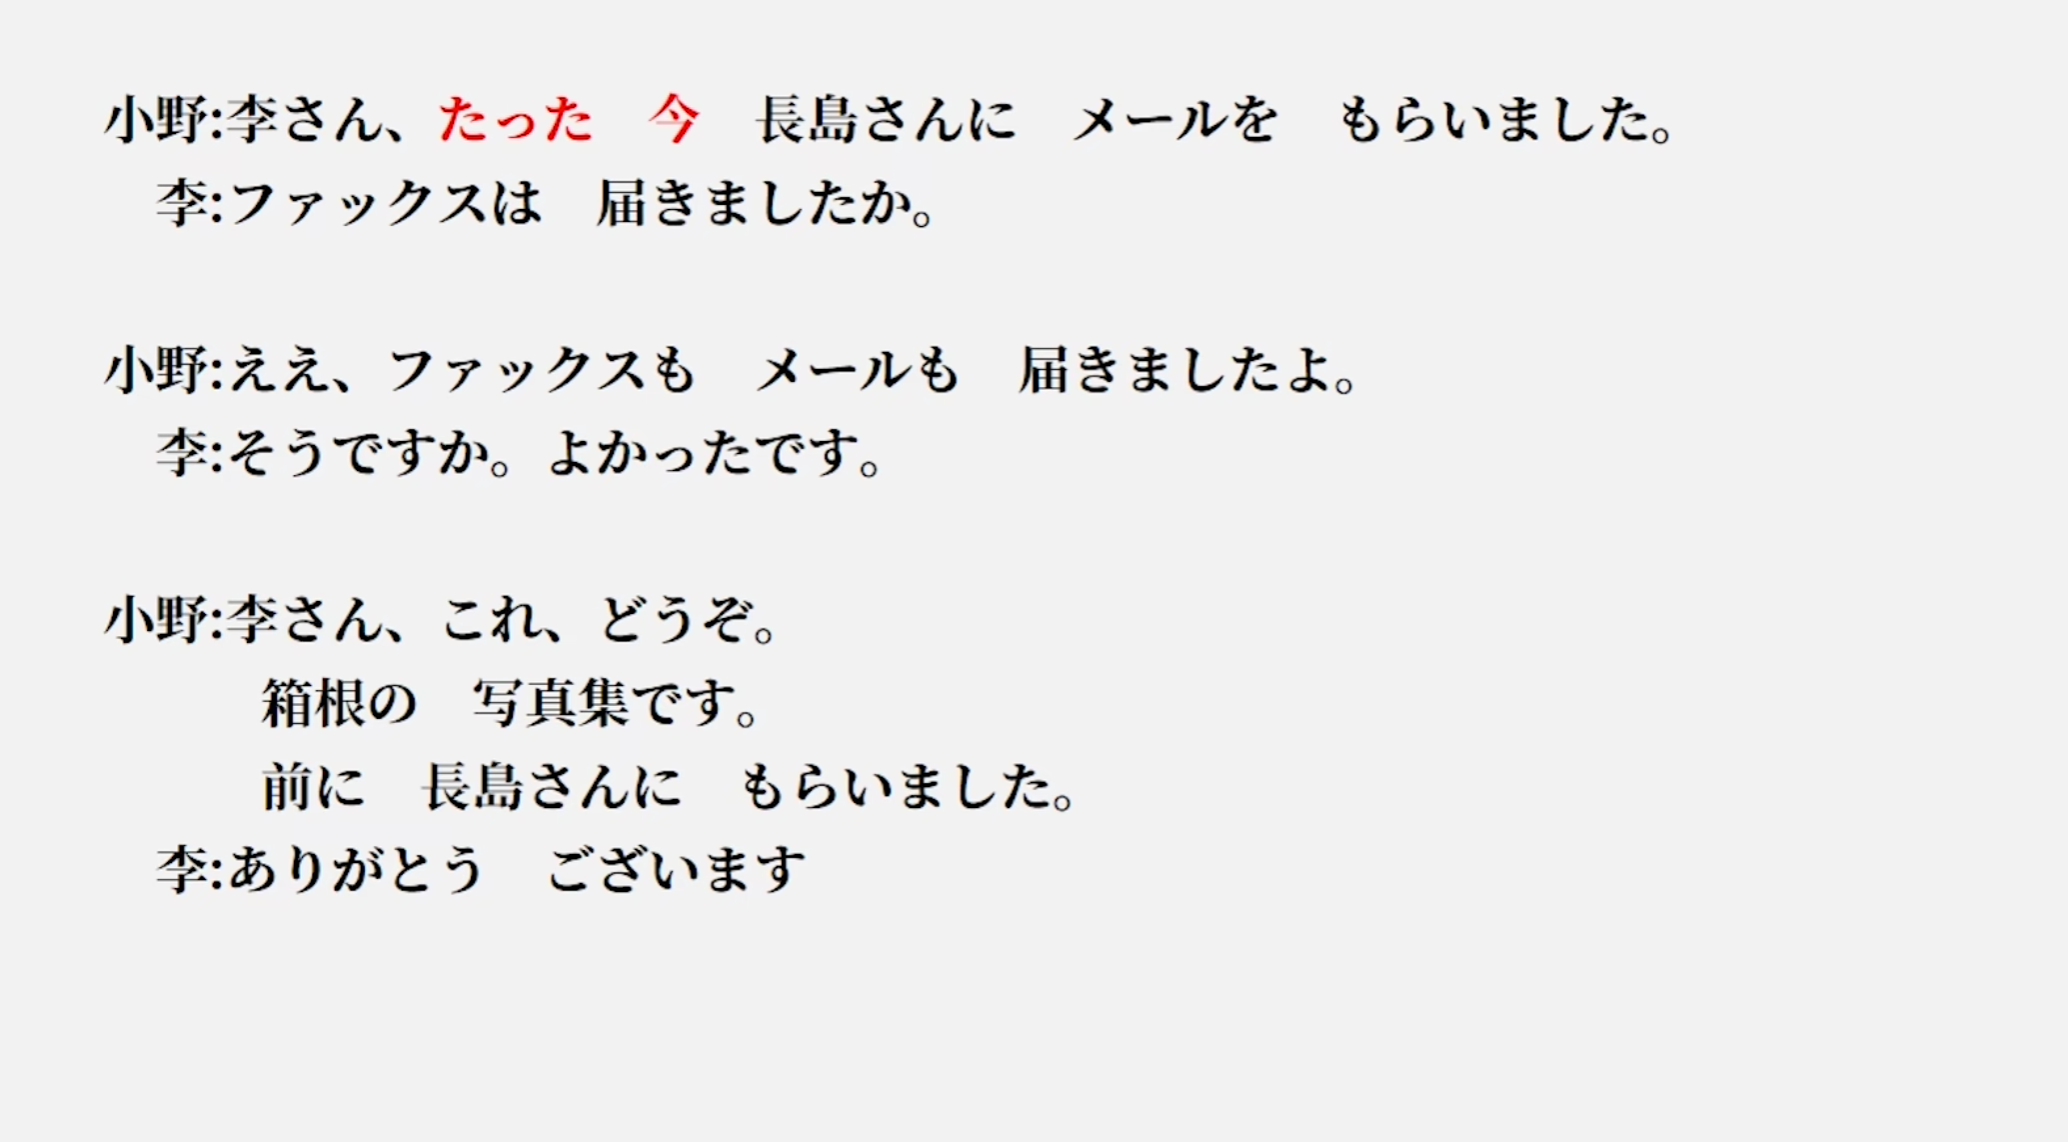 小野:李さん、たった　今　長島さんに　メールを　もらいました。
李:ファックスは　届きましたか。
小野:ええ、ファックスも　メールも　届きましたよ。
李:そうですか。よかったです。
小野:李さん、これ、どうぞ。
箱根の　写真集です。
前に　長島さんに　もらいました。
李:ありがとう　ございます